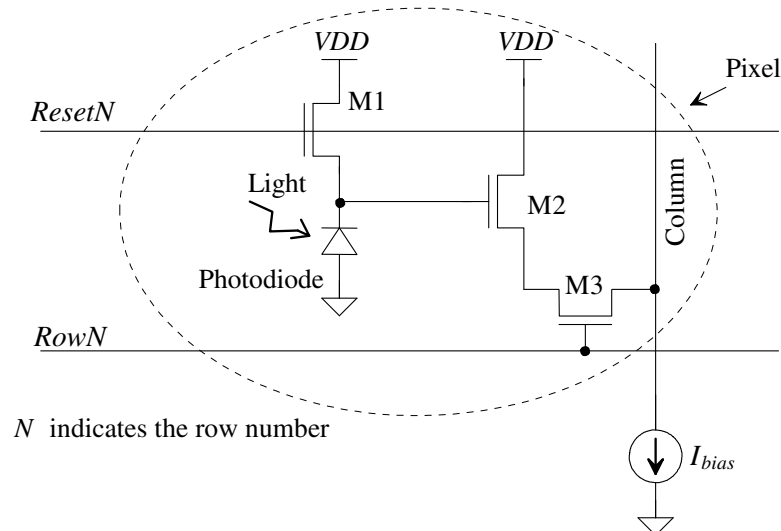 VDD
VDD
Pixel
M1
ResetN
Light
M2
Column
Photodiode
M3
RowN
N indicates the row number
Ibias